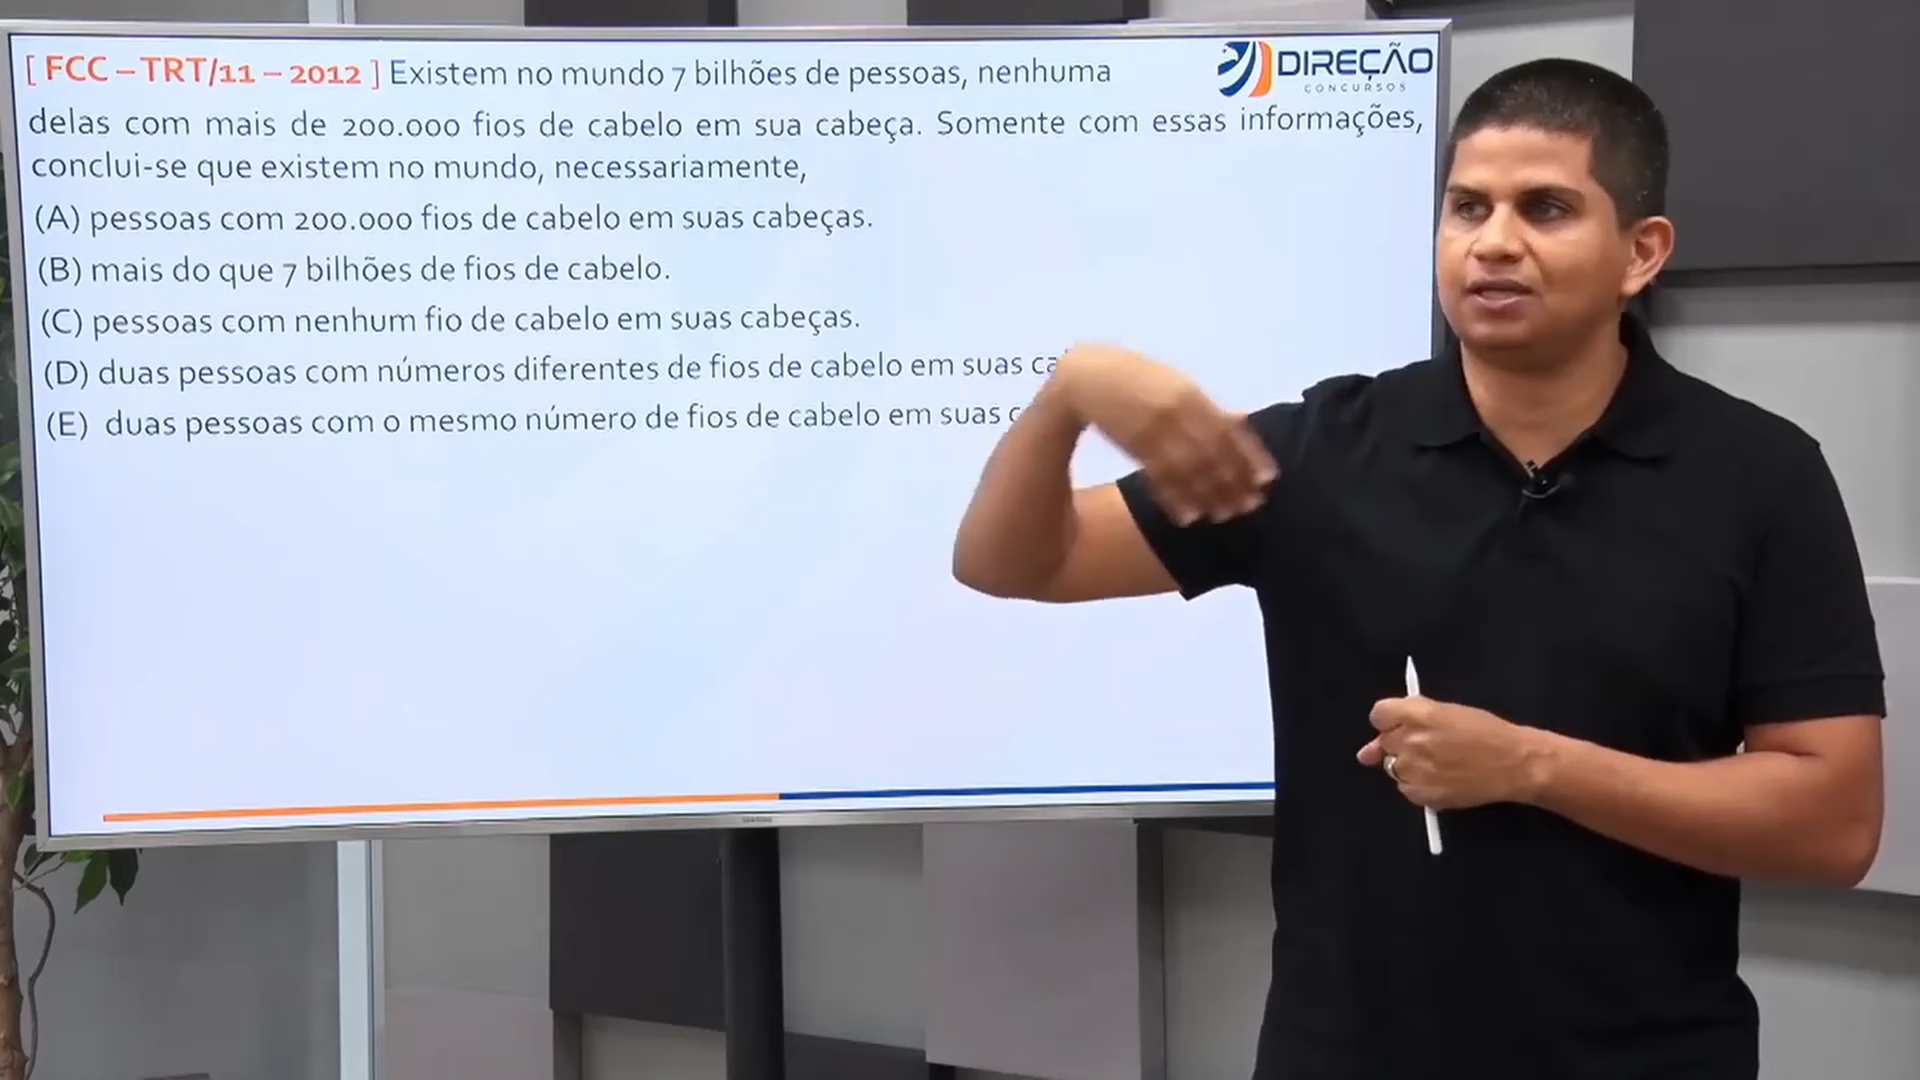 [ FCC – TRT/11 – 2012 ] Existem no mundo 7 bilhões de pessoas, nenhuma
DIREÇÃO
CONCURSOS
delas com mais de 200.000 fios de cabelo em sua cabeça. Somente com essas informações,
conclui-se que existem no mundo, necessariamente,
(A) pessoas com 200.000 fios de cabelo em suas cabeças.
(B) mais do que 7 bilhões de fios de cabelo.
(C) pessoas com nenhum fio de cabelo em suas cabeças.
(D) duas pessoas com números diferentes de fios de cabelo em suas
(E) duas pessoas com o mesmo número de fios de cabelo em suas